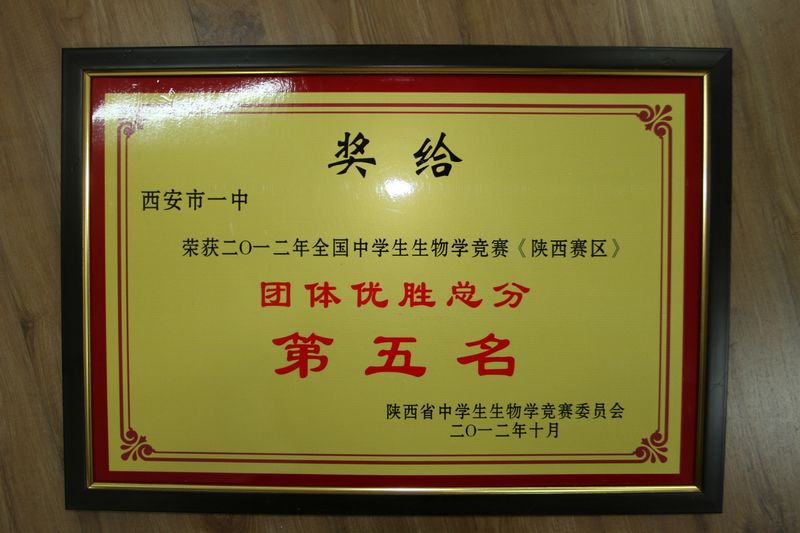 奖给
西安市一中
荣获二〇一二年全国中学生生物学竞赛《陕西赛区》
团体优胜总分
第五名
陕西省中学生生物学竞赛委员会
二〇一二年十月